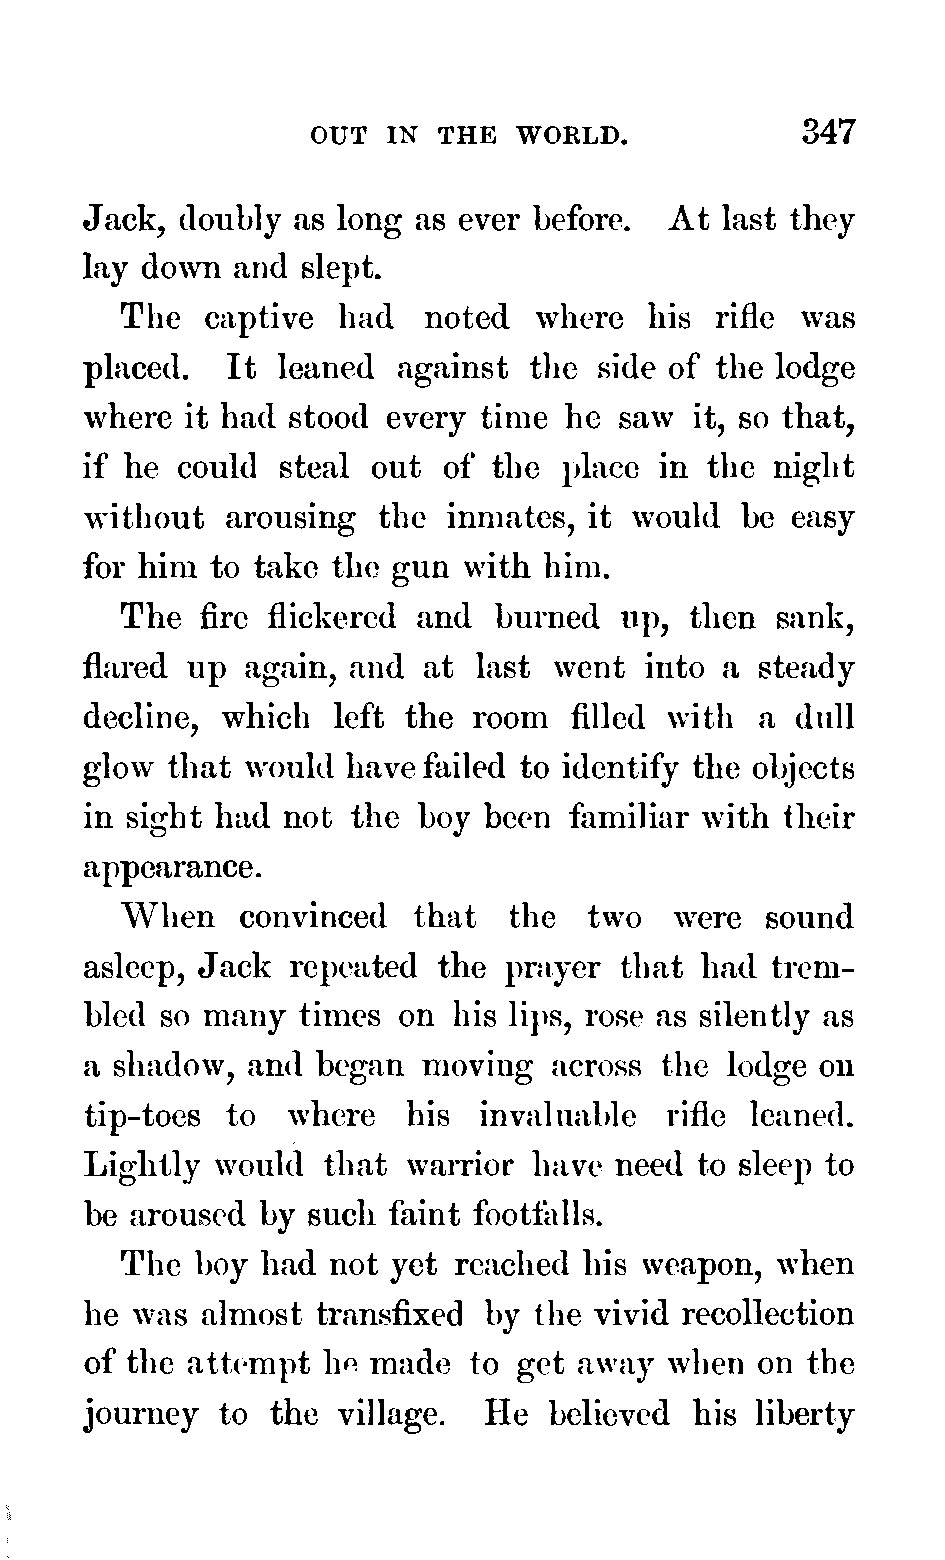 OUT IN THE WORLD. 347
Jack, doubly as long as ever before. At last they
lay down and slept.
The captive had noted where his rifle was
placed. It leaned against the side of the lodge
where it had stood every time he saw it, so that,
if he could steal out of the place in the night
without arousing the inmates, it would be easy
for him to take the gun with him.
The fire flickered and burned up, then sank,
flared up again, and at last went into a steady
decline, which left the room filled with a dull
glow that would have failed to identify the objects
in sight had not the boy been familiar with their
appearance.
When convinced that the two were sound
asleep, Jack repeated the prayer that had trem-
bled so many times on his lips, rose as silently as
a shadow, and began moving across the lodge on
tip-toes to where his invaluable rifle leaned.
Lightly would that warrior have need to sleep to
be aroused by such faint footfalls.
The boy had not yet reached his weapon, when
he was almost transfixed by the vivid recollection
of the attempt he made to get away when on the
journey to the village. He believed his liberty